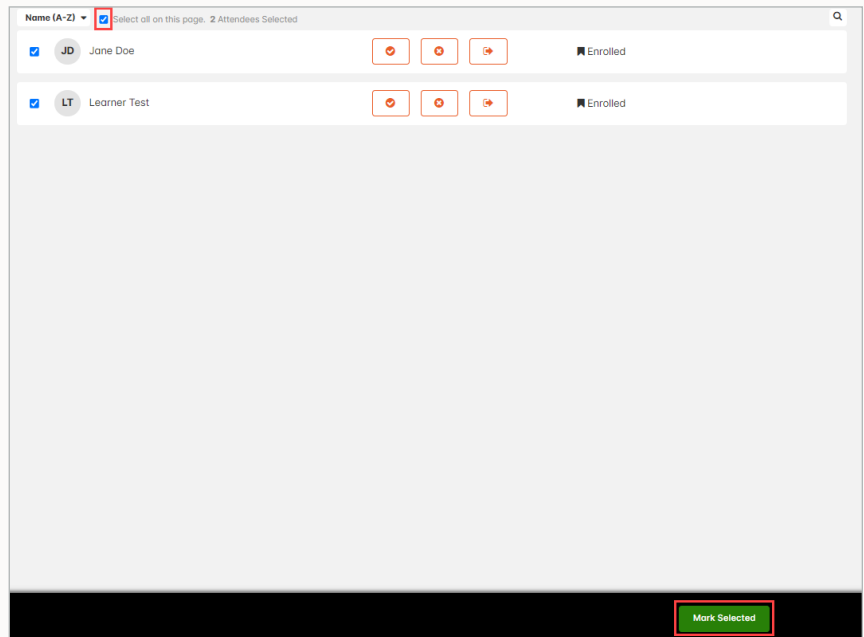 Name (A-Z) Select all on this page. 2 Attendees Selected
JD Jane Doe Enrolled
LT Learner Test Enrolled
Mark Selected